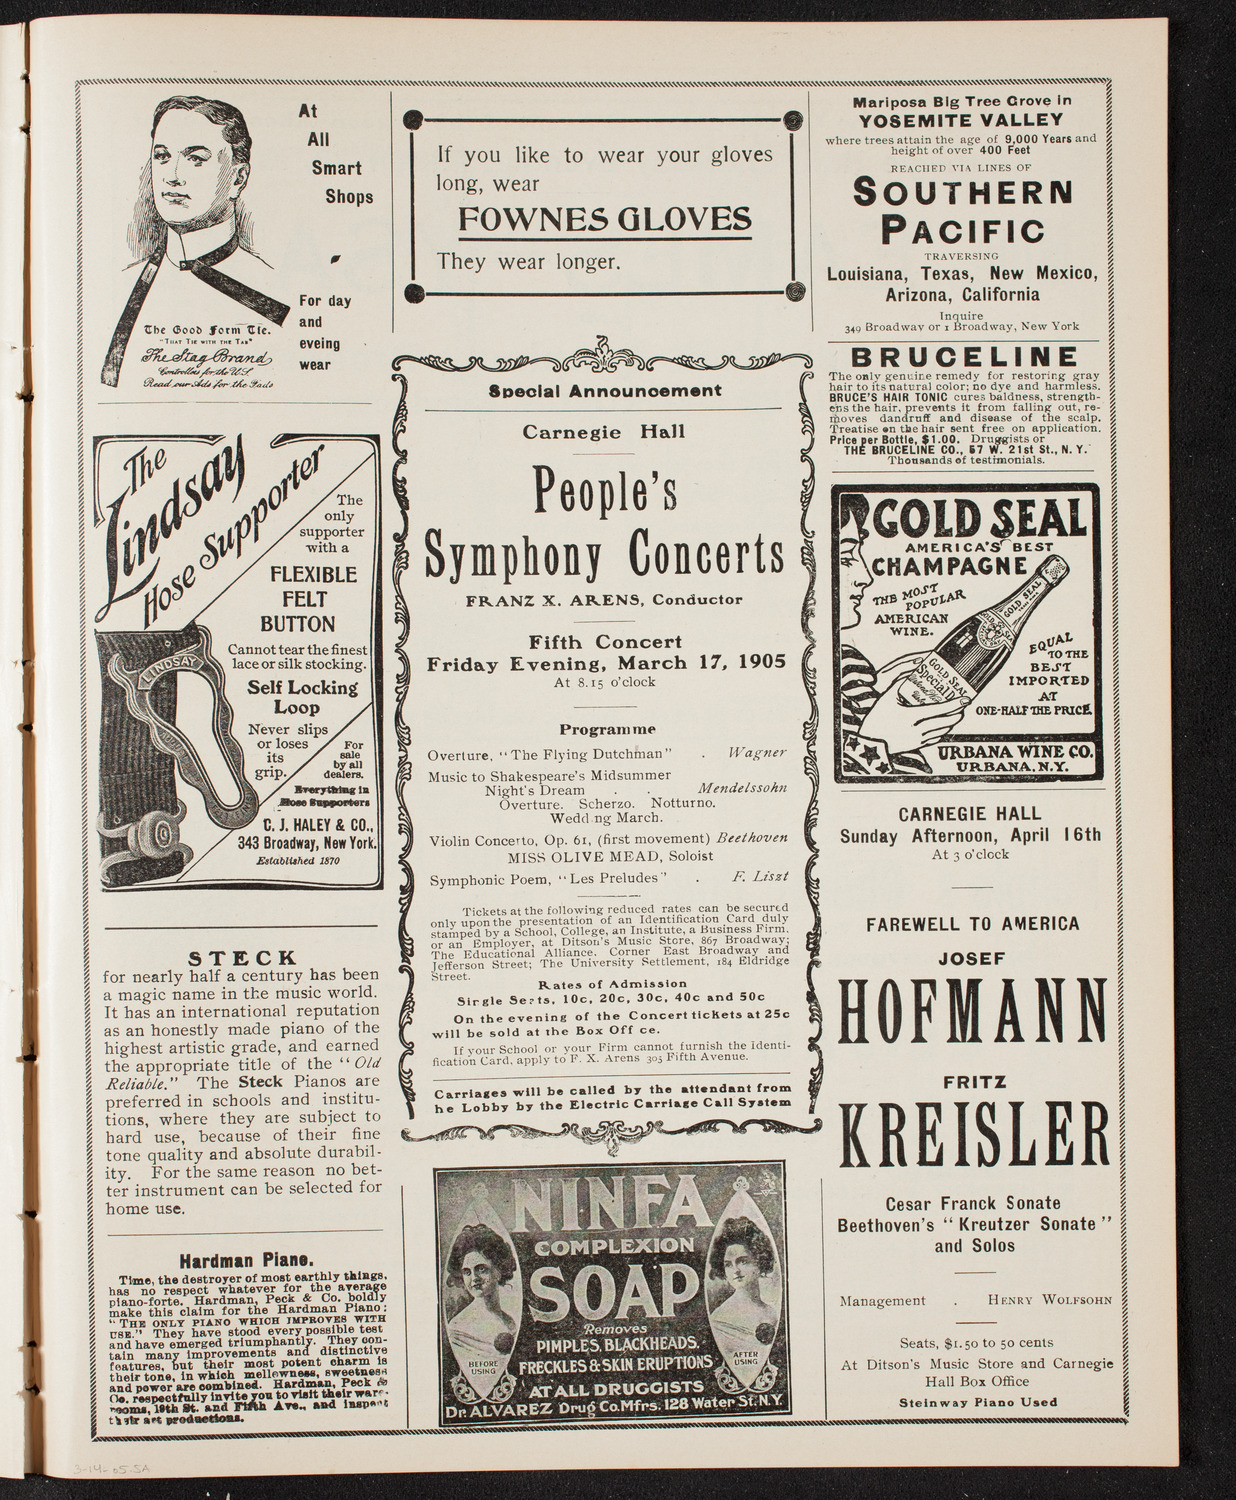 At
All
Smart
Shops
For day
and
eveing
wear
The Good Form Tie.
"THAT TIE WITH THE TAB"
The Stag Brand
Controllers for the U.S.
Read our Ads for the Fads
The
Lindsay
Hose Supporter
The
only
supporter
with a
FLEXIBLE
FELT
BUTTON
Cannot tear the finest
lace or silk stocking.
LINDSAY
Self Locking
Loop
Never slips
or loses
its
grip.
For
sale
by all
dealers.
Everything in
Hose Supporters
C. J. HALEY & CO.,
343 Broadway, New York.
Established 1870
STECK
for nearly half a century has been
a magic name in the music world.
It has an international reputation
as an honestly made piano of the
highest artistic grade, and earned
the appropriate title of the "Old
Reliable." The Steck Pianos are
preferred in schools and institu-
tions, where they are subject to
hard use, because of their fine
tone quality and absolute durabil-
ity. For the same reason no bet-
ter instrument can be selected for
home use.
Hardman Piane.
Time, the destroyer of most earthly things,
has no respect whatever for the average
piano-forte. Hardman, Peck & Co. boldly
make this claim for the Hardman Piano:
"THE ONLY PIANO WHICH IMPROVES WITH
USE." They have stood every possible test
and have emerged triumphantly. They con-
tain many improvements and distinctive
features, but their most potent charm is
their tone, in which mellowness, sweetness
and power are combined. Hardman, Peck &
Co. respectfully invite you to visit their ware-
rooms, 19th St. and Fifth Ave., and inspect
their art productions.
If you like to wear your gloves
long, wear
FOWNES GLOVES
They wear longer.
Special Announcement
Carnegie Hall
People's
Symphony Concerts
FRANZ X. ARENS, Conductor
Fifth Concert
Friday Evening, March 17, 1905
At 8.15 o'clock
Programme
Overture, "The Flying Dutchman" . Wagner
Music to Shakespeare's Midsummer
Night's Dream . . Mendelssohn
Overture. Scherzo. Notturno.
Wedding March.
Violin Concerto, Op. 61, (first movement) Beethoven
MISS OLIVE MEAD, Soloist
Symphonic Poem, "Les Preludes" . F. Liszt
Tickets at the following reduced rates can be secured
only upon the presentation of an Identification Card duly
stamped by a School, College, an Institute, a Business Firm,
or an Employer, at Ditson's Music Store, 867 Broadway;
The Educational Alliance, Corner East Broadway and
Jefferson Street; The University Settlement, 184 Eldridge
Street.
Rates of Admission
Single Seats, 10c, 20c, 30c, 40c and 50c
On the evening of the Concert tickets at 25c
will be sold at the Box Off ce.
If your School or your Firm cannot furnish the Identi-
fication Card, apply to F. X. Arens 305 Fifth Avenue.
Carriages will be called by the attendant from
he Lobby by the Electric Carriage Call System
NINFA
COMPLEXION
SOAP
Removes
PIMPLES, BLACKHEADS,
FRECKLES & SKIN ERUPTIONS
BEFORE
USING
AFTER
USING
AT ALL DRUGGISTS
Dr. ALVAREZ Drug Co. Mfrs. 128 Water St. N.Y.
Mariposa Big Tree Grove in
YOSEMITE VALLEY
where trees attain the age of 9,000 Years and
height of over 400 Feet
REACHED VIA LINES OF
SOUTHERN
PACIFIC
TRAVERSING
Louisiana, Texas, New Mexico,
Arizona, California
Inquire
349 Broadway or 1 Broadway, New York
BRUCELINE
The only genuine remedy for restoring gray
hair to its natural color; no dye and harmless.
BRUCE'S HAIR TONIC cures baldness, strength-
ens the hair, prevents it from falling out, re-
moves dandruff and disease of the scalp.
Treatise on the hair sent free on application.
Price per Bottle, $1.00. Druggists or
THE BRUCELINE CO., 57 W. 21st St., N. Y.
Thousands of testimonials.
GOLD SEAL
AMERICA'S BEST
CHAMPAGNE
THE MOST
POPULAR
AMERICAN
WINE.
GOLD SEAL
GOLD SEAL
Special D
EQUAL
TO THE
BEST
IMPORTED
AT
ONE-HALF THE PRICE
URBANA WINE CO.
URBANA, N.Y.
CARNEGIE HALL
Sunday Afternoon, April 16th
At 3 o'clock
FAREWELL TO AMERICA
JOSEF
HOFMANN
FRITZ
KREISLER
Cesar Franck Sonate
Beethoven's "Kreutzer Sonate"
and Solos
Management . HENRY WOLFSOHN
Seats, $1.50 to 50 cents
At Ditson's Music Store and Carnegie
Hall Box Office
Steinway Piano Used
3-14-05.SA